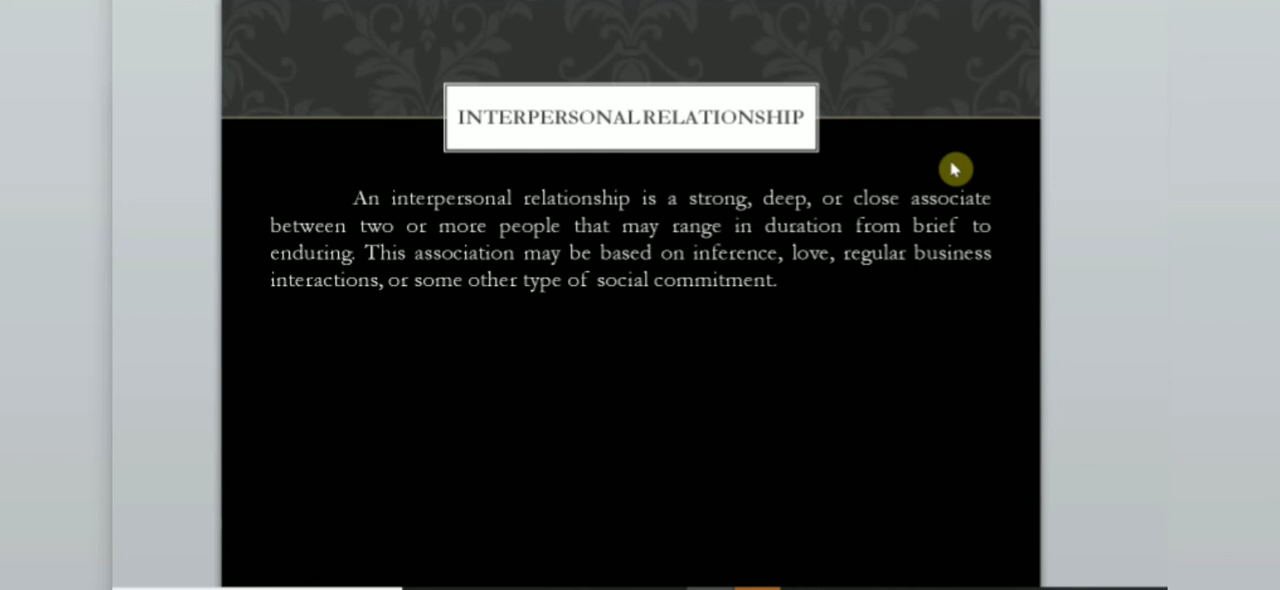 INTERPERSONAL RELATIONSHIP
An interpersonal relationship is a strong, deep, or close associate
between two or more people that may range in duration from brief to
enduring. This association may be based on inference, love, regular business
interactions, or some other type of social commitment.